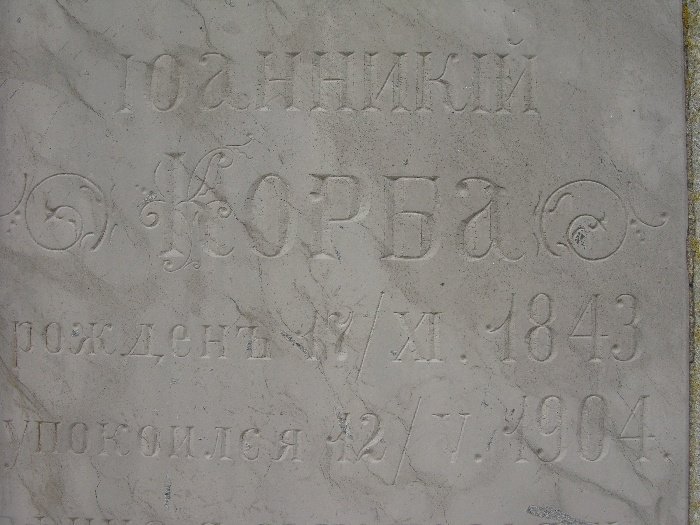 Іоанникій
Корба
рожденъ 17/XI. 1843
упокоился 12/V. 1904.